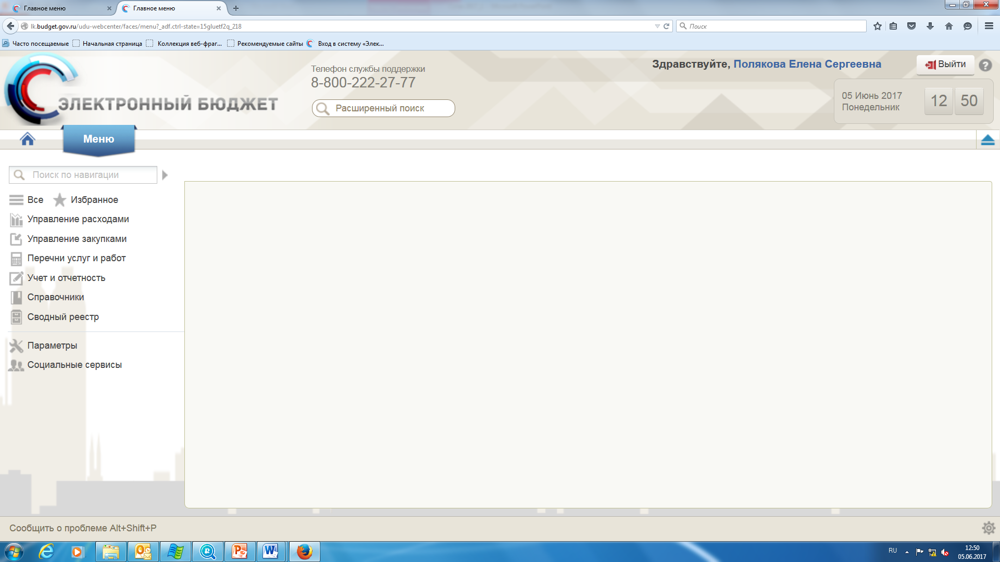 Главное меню
Главное меню
lk.budget.gov.ru/udu-webcenter/faces/menu?_adf.ctrl-state=15gluetf2q_218
Поиск
Часто посещаемые
Начальная страница
Коллекция веб-фраг...
Рекомендуемые сайты
Вход в систему «Элек...
ЭЛЕКТРОННЫЙ БЮДЖЕТ
Телефон службы поддержки
8-800-222-27-77
Расширенный поиск
Здравствуйте, Полякова Елена Сергеевна
Выйти
05 Июнь 2017
Понедельник
12 50
Меню
Поиск по навигации
Все
Избранное
Управление расходами
Управление закупками
Перечни услуг и работ
Учет и отчетность
Справочники
Сводный реестр
Параметры
Социальные сервисы
Сообщить о проблеме Alt+Shift+P
RU
12:50
05.06.2017